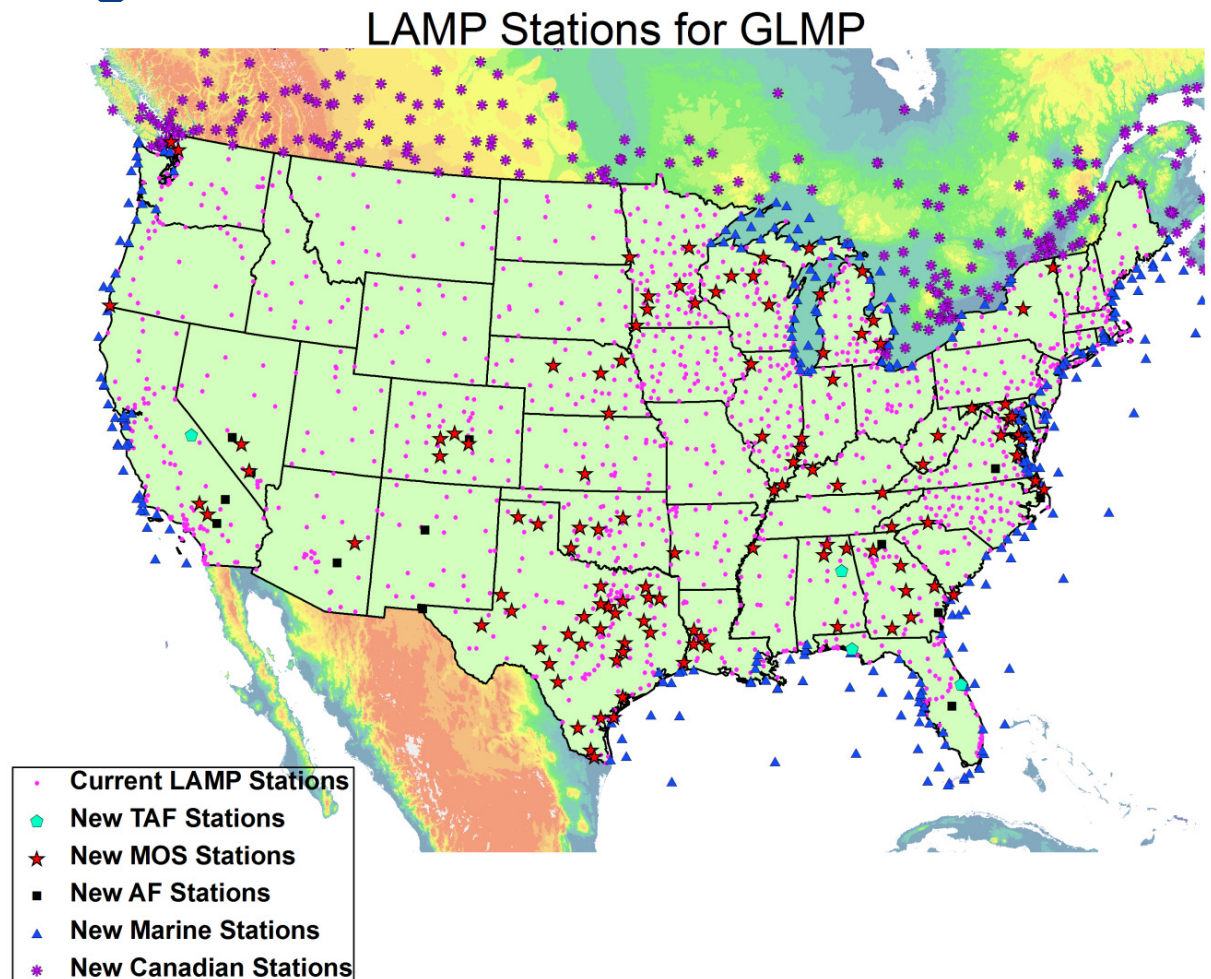 LAMP Stations for GLMP
Current LAMP Stations
New TAF Stations
New MOS Stations
New AF Stations
New Marine Stations
New Canadian Stations